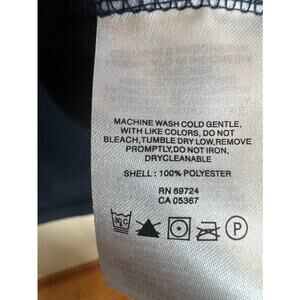 MACHINE WASH COLD GENTLE,
WITH LIKE COLORS, DO NOT
BLEACH,TUMBLE DRY LOW,REMOVE
PROMPTLY,DO NOT IRON,
DRYCLEANABLE
SHELL : 100% POLYESTER
RN 69724
CA 05367
30 C P